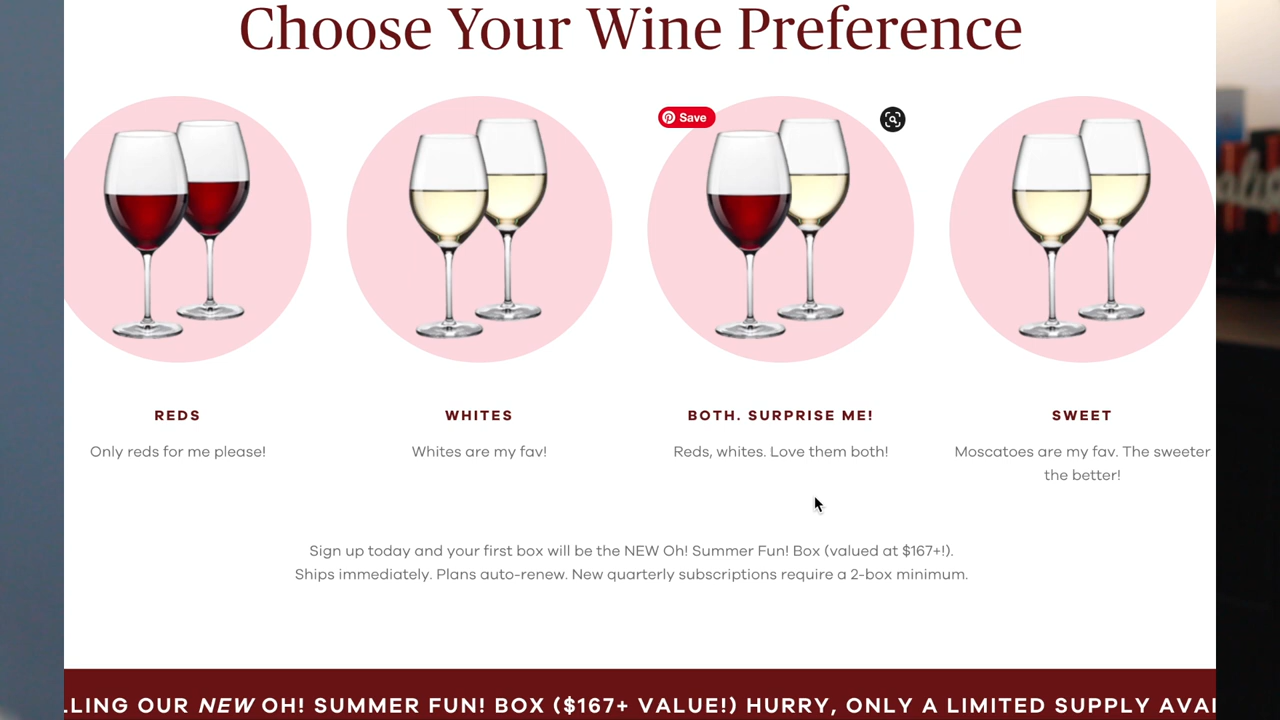 Choose Your Wine Preference
Save
REDS
WHITES
BOTH. SURPRISE ME!
SWEET
Only reds for me please!
Whites are my fav!
Reds, whites. Love them both!
Moscatoes are my fav. The sweeter
the better!
Sign up today and your first box will be the NEW Oh! Summer Fun! Box (valued at $167+!).
Ships immediately. Plans auto-renew. New quarterly subscriptions require a 2-box minimum.
OUR NEW OH! SUMMER FUN! BOX ($167+ VALUE!) HURRY, ONLY A LIMITED SUPPLY